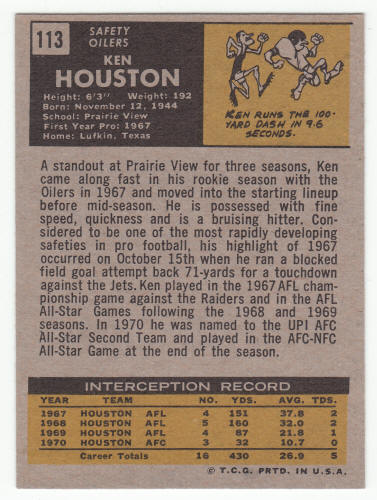 113
SAFETY
OILERS
KEN
HOUSTON
Height: 6'3" Weight: 192
Born: November 12, 1944
School: Prairie View
First Year Pro: 1967
Home: Lufkin, Texas
KEN RUNS THE 100-
YARD DASH IN 9.6
SECONDS.
A standout at Prairie View for three seasons, Ken
came along fast in his rookie season with the
Oilers in 1967 and moved into the starting lineup
before mid-season. He is possessed with fine
speed, quickness and is a bruising hitter. Con-
sidered to be one of the most rapidly developing
safeties in pro football, his highlight of 1967
occurred on October 15th when he ran a blocked
field goal attempt back 71-yards for a touchdown
against the Jets. Ken played in the 1967 AFL cham-
pionship game against the Raiders and in the AFL
All-Star Games following the 1968 and 1969
seasons. In 1970 he was named to the UPI AFC
All-Star Second Team and played in the AFC-NFC
All-Star Game at the end of the season.
INTERCEPTION RECORD
YEAR TEAM NO. YDS. AVG. TDS.
1967 HOUSTON AFL 4 151 37.8 2
1968 HOUSTON AFL 5 160 32.0 2
1969 HOUSTON AFL 4 87 21.8 1
1970 HOUSTON AFC 3 32 10.7 0
Career Totals 16 430 26.9 5
© T.C.G. PRTD. IN U.S.A.